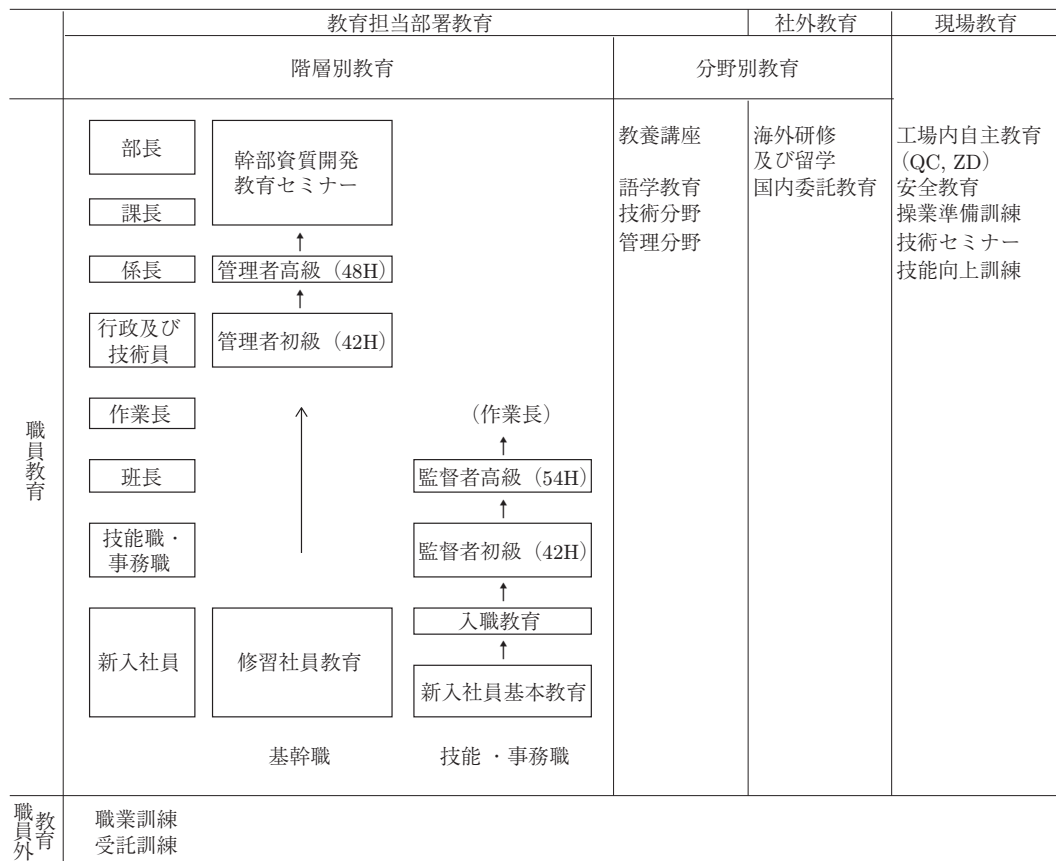 教育担当部署教育
社外教育
現場教育
階層別教育
分野別教育
職員教育
部長
課長
係長
行政及び
技術員
作業長
班長
技能職・
事務職
新入社員
幹部資質開発
教育セミナー
管理者高級（48H）
管理者初級（42H）
修習社員教育
基幹職
（作業長）
監督者高級（54H）
監督者初級（42H）
入職教育
新入社員基本教育
技能・事務職
教養講座
語学教育
技術分野
管理分野
海外研修
及び留学
国内委託教育
工場内自主教育
（QC, ZD）
安全教育
操業準備訓練
技術セミナー
技能向上訓練
職員外
教育
職業訓練
受託訓練